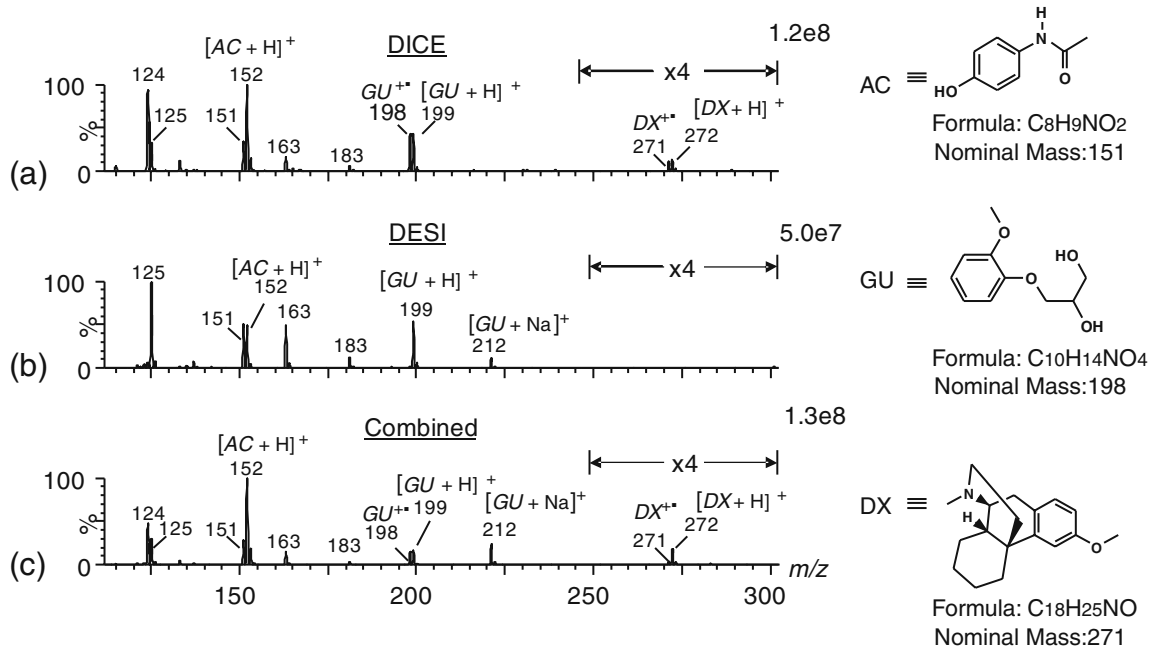 DICE
1.2e8
[AC + H]+
x4
100
124
152
GU+• [GU + H] +
125
151
198
199
DX+•
[DX + H] +
163
183
271
272
%
(a)
0
AC ≡
H
N
O
HO
Formula: C8H9NO2
Nominal Mass:151
DESI
5.0e7
[AC + H]+
x4
100
125
152
[GU + H] +
151
163
199
[GU + Na]+
183
212
%
(b)
0
GU ≡
O
O
HO
OH
Formula: C10H14NO4
Nominal Mass:198
Combined
1.3e8
[AC + H]+
x4
100
152
[GU + H] +
[GU + Na]+
124
125
151
163
183
GU+•
198
199
212
DX+•
[DX + H] +
271
272
%
(c)
0
150
200
250
300
m/z
DX ≡
N
H
O
Formula: C18H25NO
Nominal Mass:271